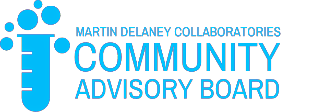 MARTIN DELANEY COLLABORATORIES
COMMUNITY
ADVISORY BOARD